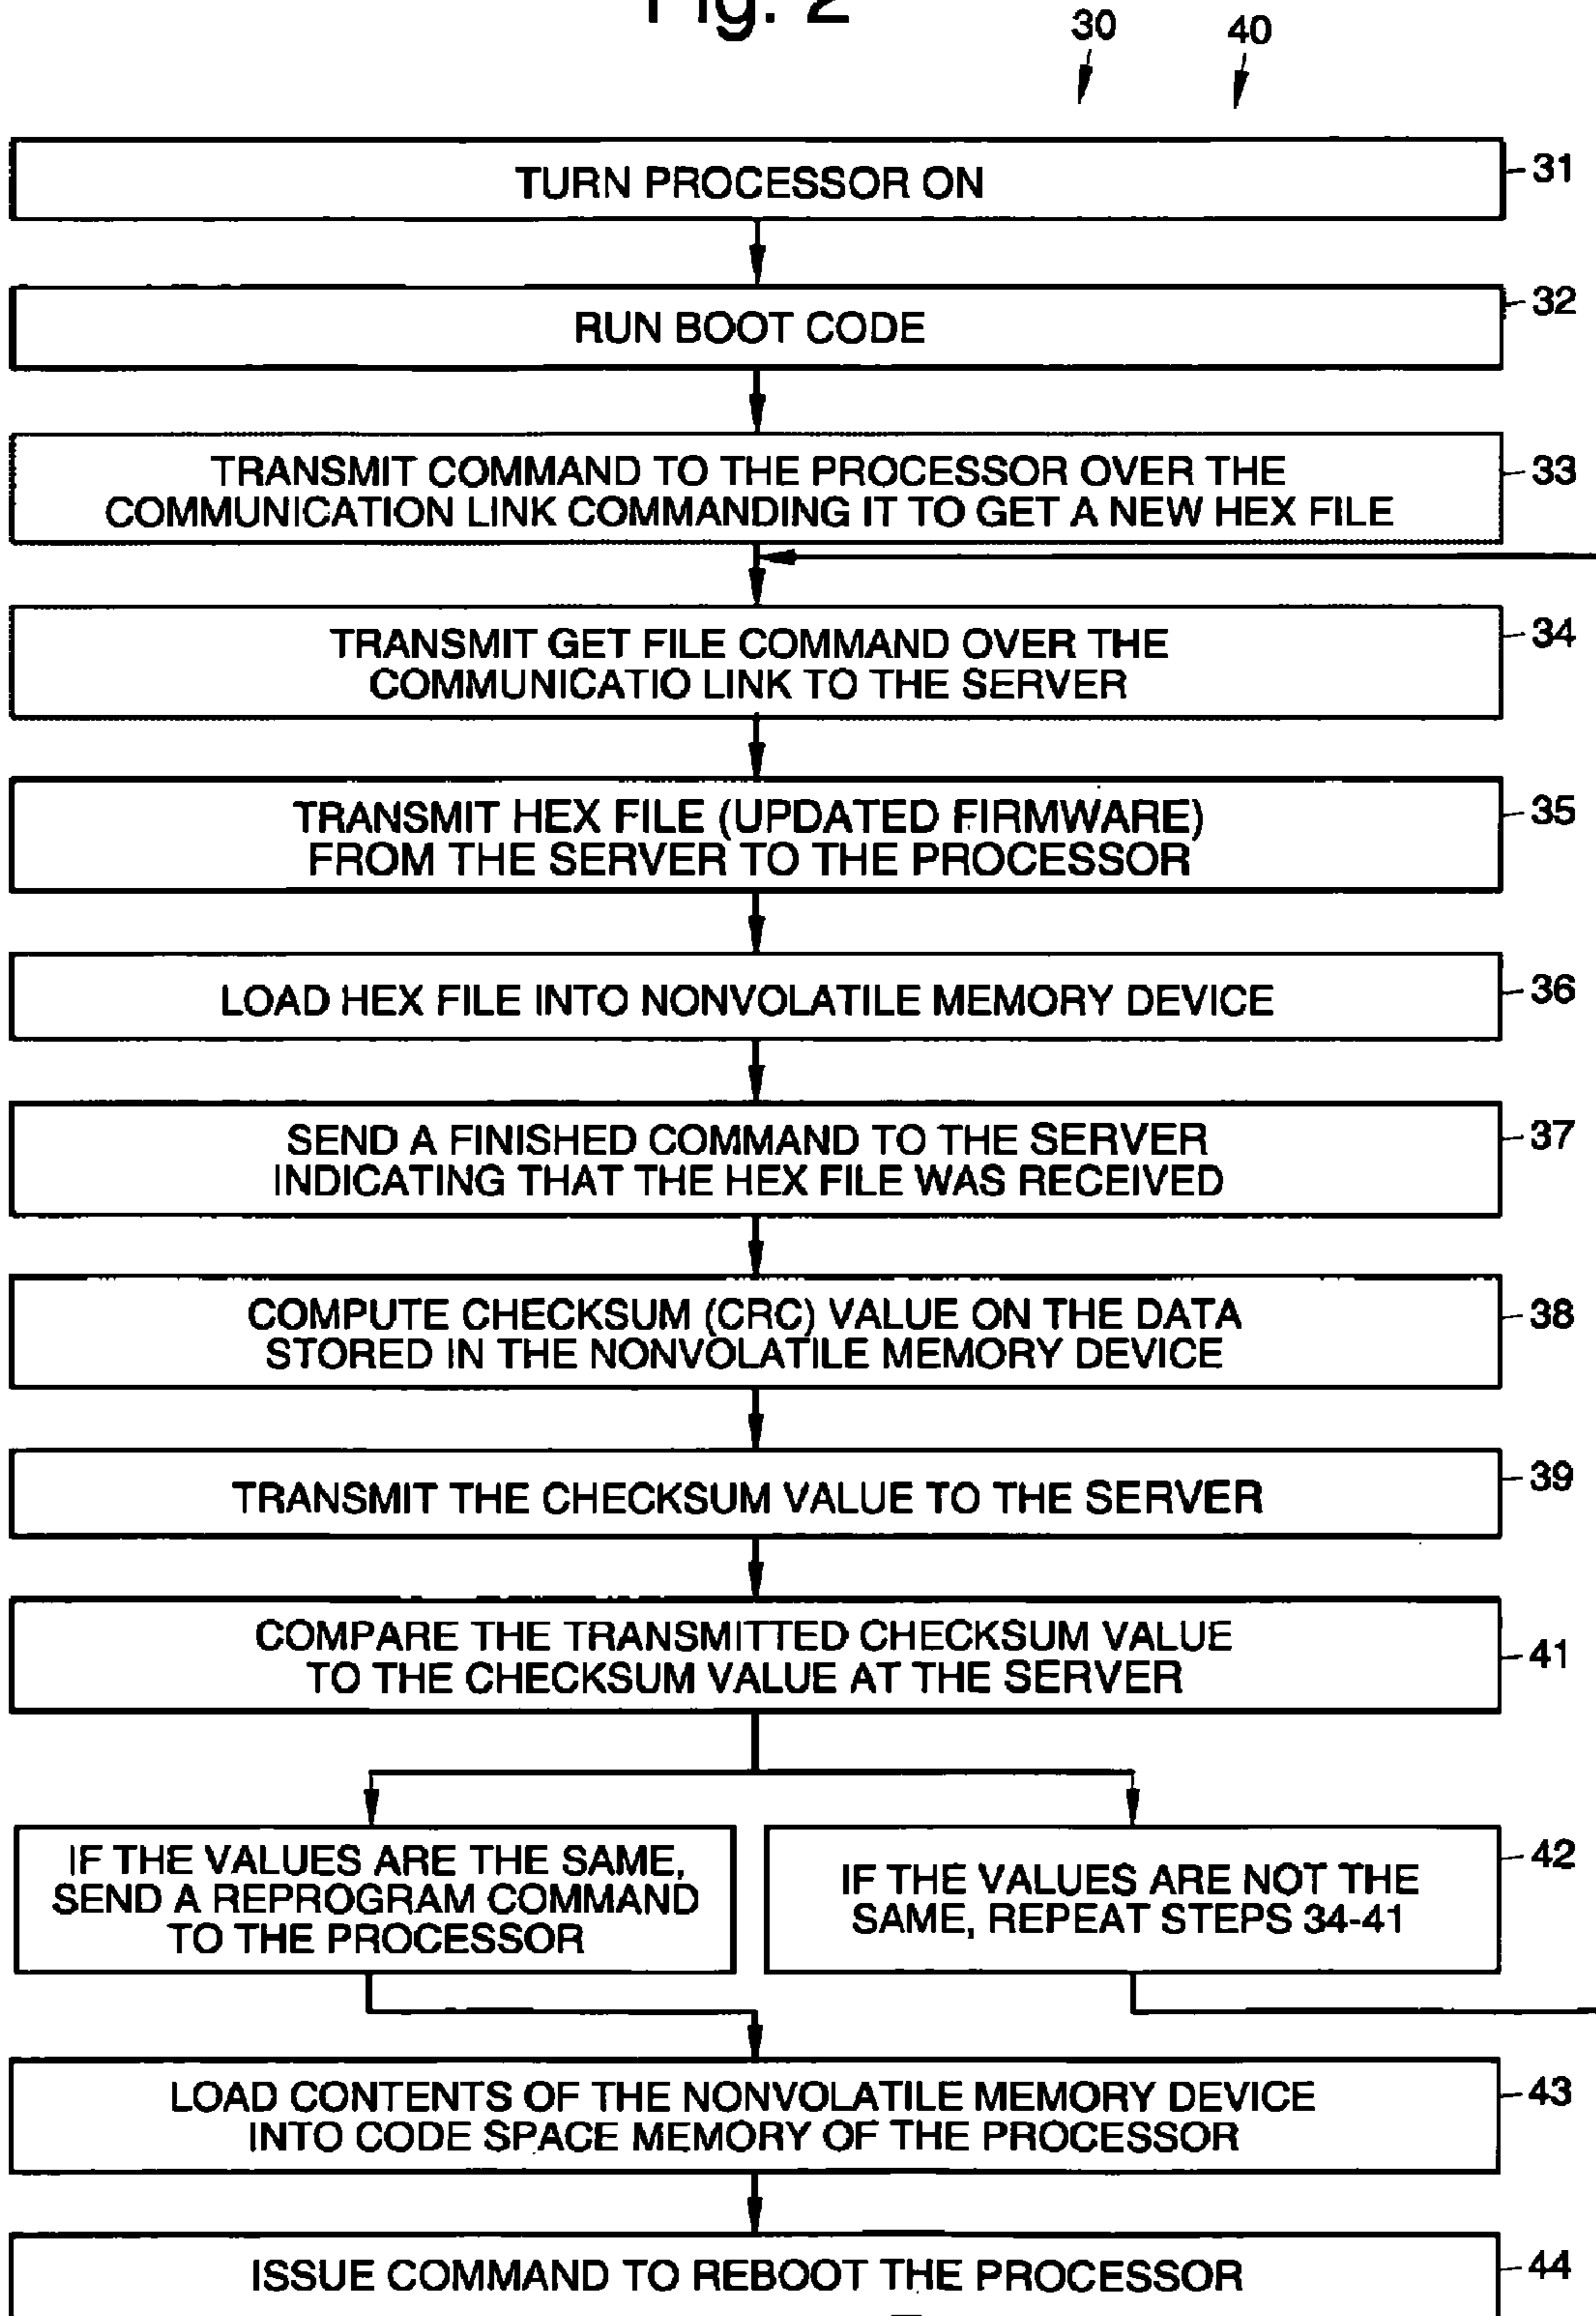 Fig. 2
30
40
TURN PROCESSOR ON
31
RUN BOOT CODE
32
TRANSMIT COMMAND TO THE PROCESSOR OVER THE
COMMUNICATION LINK COMMANDING IT TO GET A NEW HEX FILE
33
TRANSMIT GET FILE COMMAND OVER THE
COMMUNICATIO LINK TO THE SERVER
34
TRANSMIT HEX FILE (UPDATED FIRMWARE)
FROM THE SERVER TO THE PROCESSOR
35
LOAD HEX FILE INTO NONVOLATILE MEMORY DEVICE
36
SEND A FINISHED COMMAND TO THE SERVER
INDICATING THAT THE HEX FILE WAS RECEIVED
37
COMPUTE CHECKSUM (CRC) VALUE ON THE DATA
STORED IN THE NONVOLATILE MEMORY DEVICE
38
TRANSMIT THE CHECKSUM VALUE TO THE SERVER
39
COMPARE THE TRANSMITTED CHECKSUM VALUE
TO THE CHECKSUM VALUE AT THE SERVER
41
IF THE VALUES ARE THE SAME,
SEND A REPROGRAM COMMAND
TO THE PROCESSOR
IF THE VALUES ARE NOT THE
SAME, REPEAT STEPS 34-41
42
LOAD CONTENTS OF THE NONVOLATILE MEMORY DEVICE
INTO CODE SPACE MEMORY OF THE PROCESSOR
43
ISSUE COMMAND TO REBOOT THE PROCESSOR
44